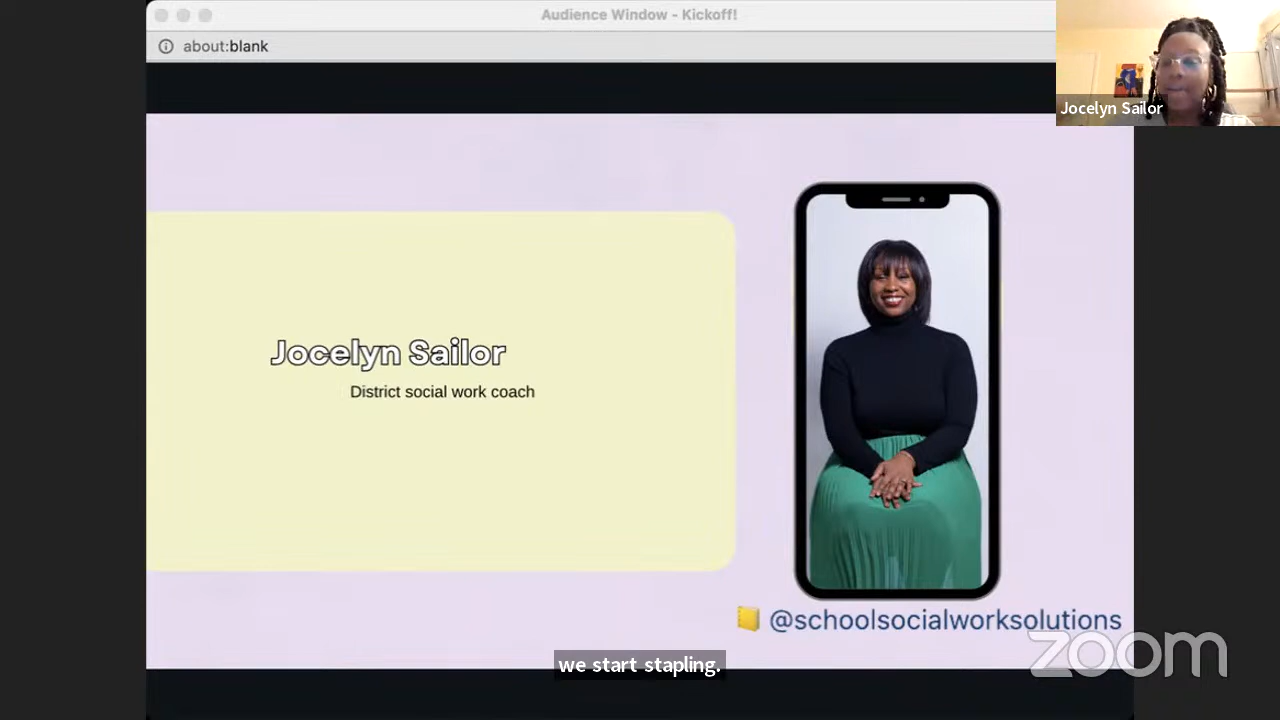 Audience Window - Kickoff!
about:blank
Jocelyn Sailor
Jocelyn Sailor
District social work coach
@schoolsocialworksolutions
zoom
we start stapling.